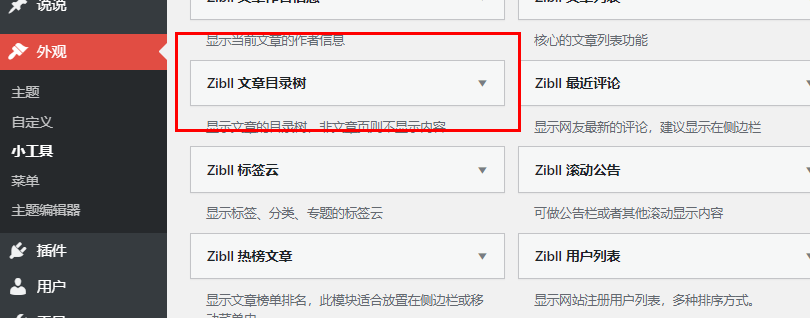 说说
外观
主题
自定义
小工具
菜单
主题编辑器
插件
用户
显示当前文章的作者信息
核心的文章列表功能
Zibll 文章目录树
Zibll 最近评论
显示文章的目录树，非文章页则不显示内容
显示网友最新的评论，建议显示在侧边栏
Zibll 标签云
Zibll 滚动公告
显示标签、分类、专题的标签云
可做公告栏或者其他滚动显示内容
Zibll 热榜文章
Zibll 用户列表
显示文章榜单排名，此模块适合放置在侧边栏或移
显示网站注册用户列表，多种排序方式。